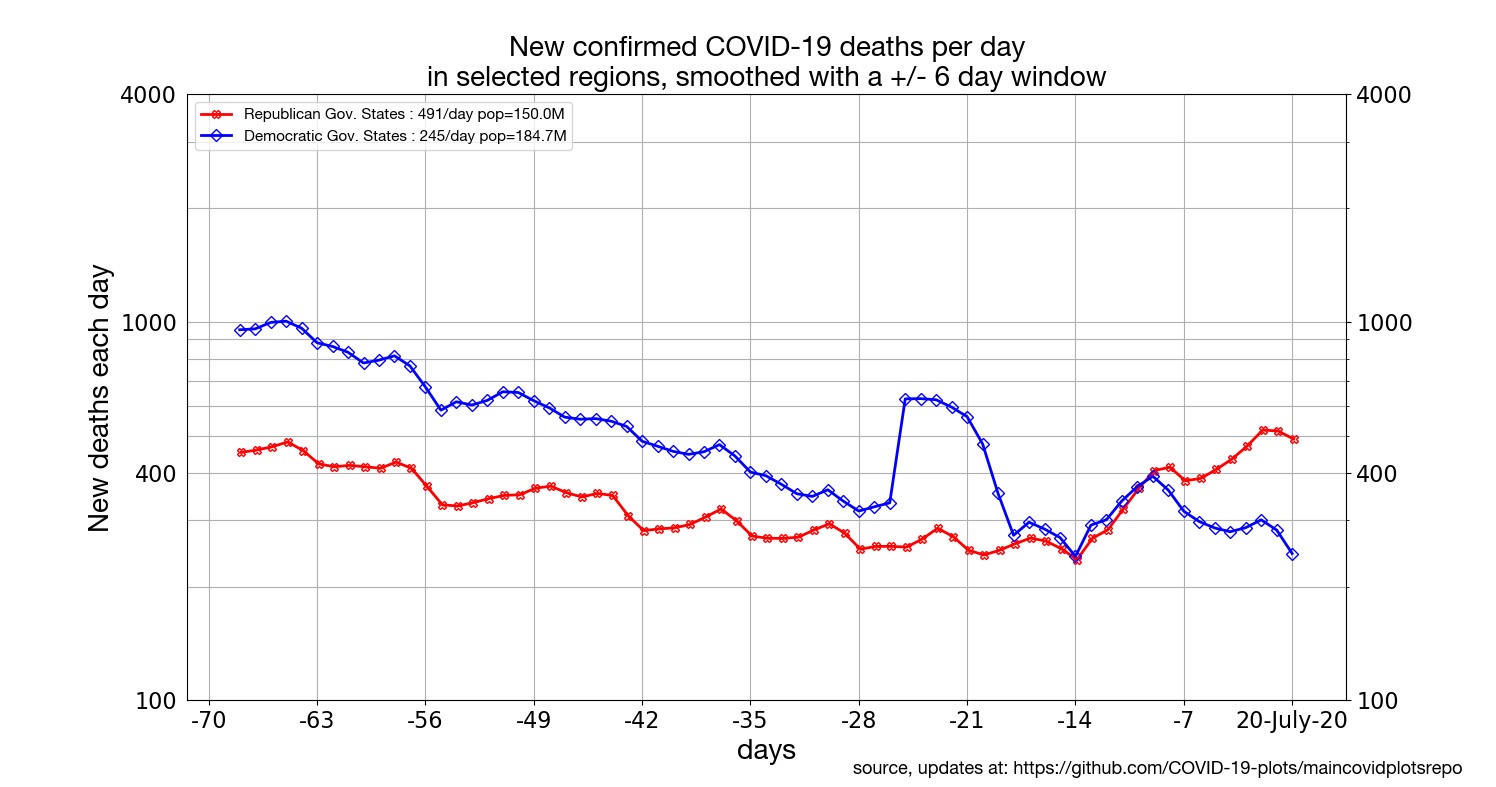 New confirmed COVID-19 deaths per day
in selected regions, smoothed with a +/- 6 day window
4000
4000
Republican Gov. States : 491/day pop=150.0M
Democratic Gov. States : 245/day pop=184.7M
New deaths each day
1000
1000
400
400
100
100
-70 -63 -56 -49 -42 -35 -28 -21 -14 -7 20-July-20
days
source, updates at: https://github.com/COVID-19-plots/maincovidplotsrepo